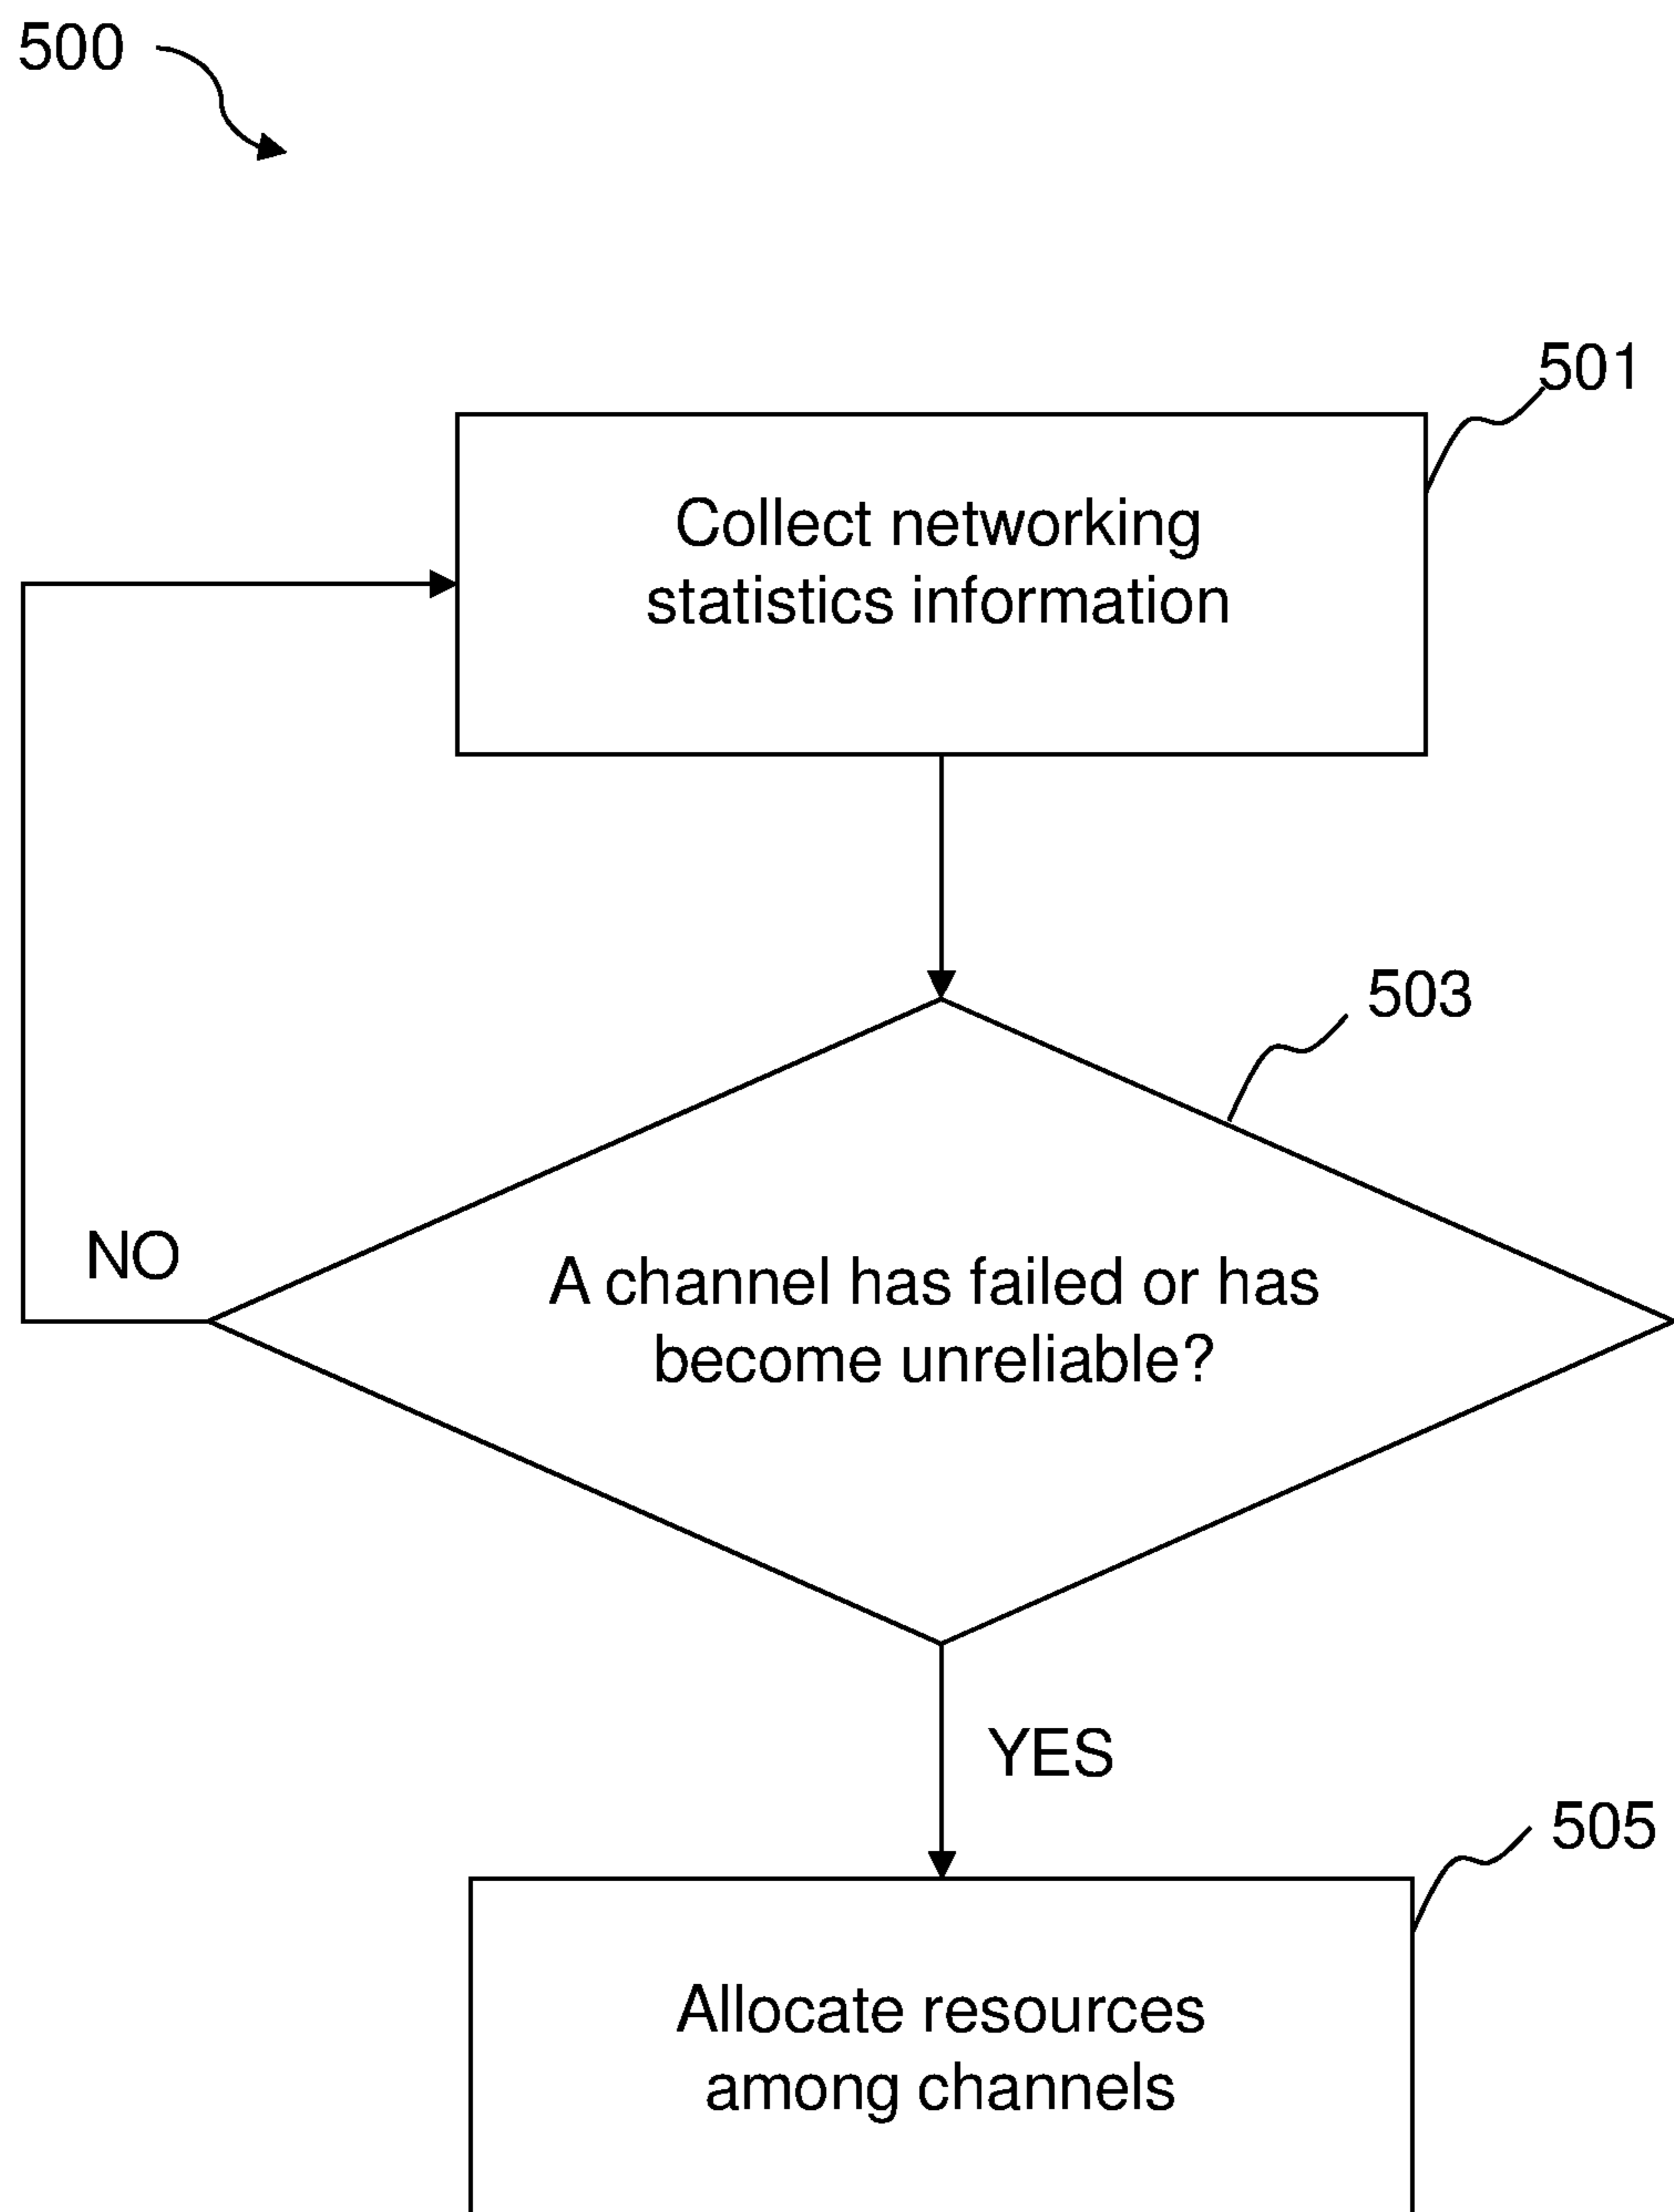 500
501
Collect networking
statistics information
503
NO
A channel has failed or has
become unreliable?
YES
505
Allocate resources
among channels